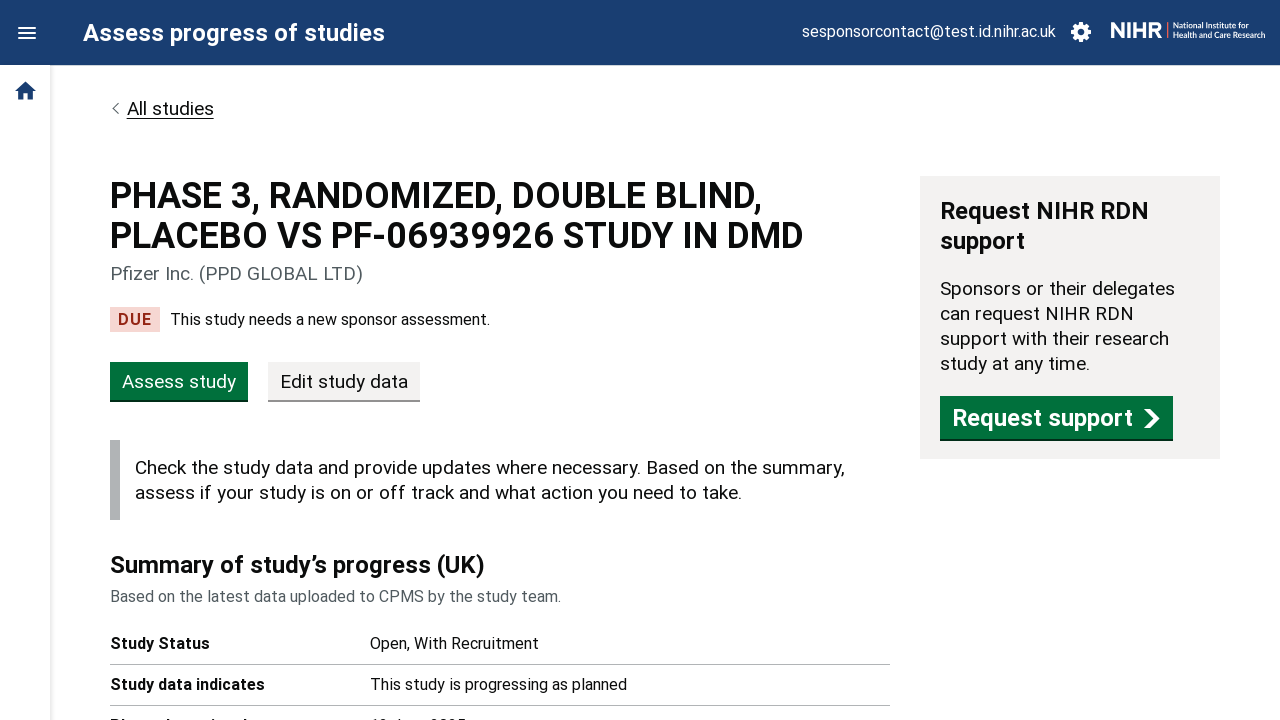 Assess progress of studies
sesponsorcontact@test.id.nihr.ac.uk
NIHR | National Institute for
Health and Care Research
All studies
PHASE 3, RANDOMIZED, DOUBLE BLIND,
PLACEBO VS PF-06939926 STUDY IN DMD
Pfizer Inc. (PPD GLOBAL LTD)
DUE This study needs a new sponsor assessment.
Assess study Edit study data
Check the study data and provide updates where necessary. Based on the summary,
assess if your study is on or off track and what action you need to take.
Summary of study’s progress (UK)
Based on the latest data uploaded to CPMS by the study team.
Study Status Open, With Recruitment
Study data indicates This study is progressing as planned
Request NIHR RDN
support
Sponsors or their delegates
can request NIHR RDN
support with their research
study at any time.
Request support